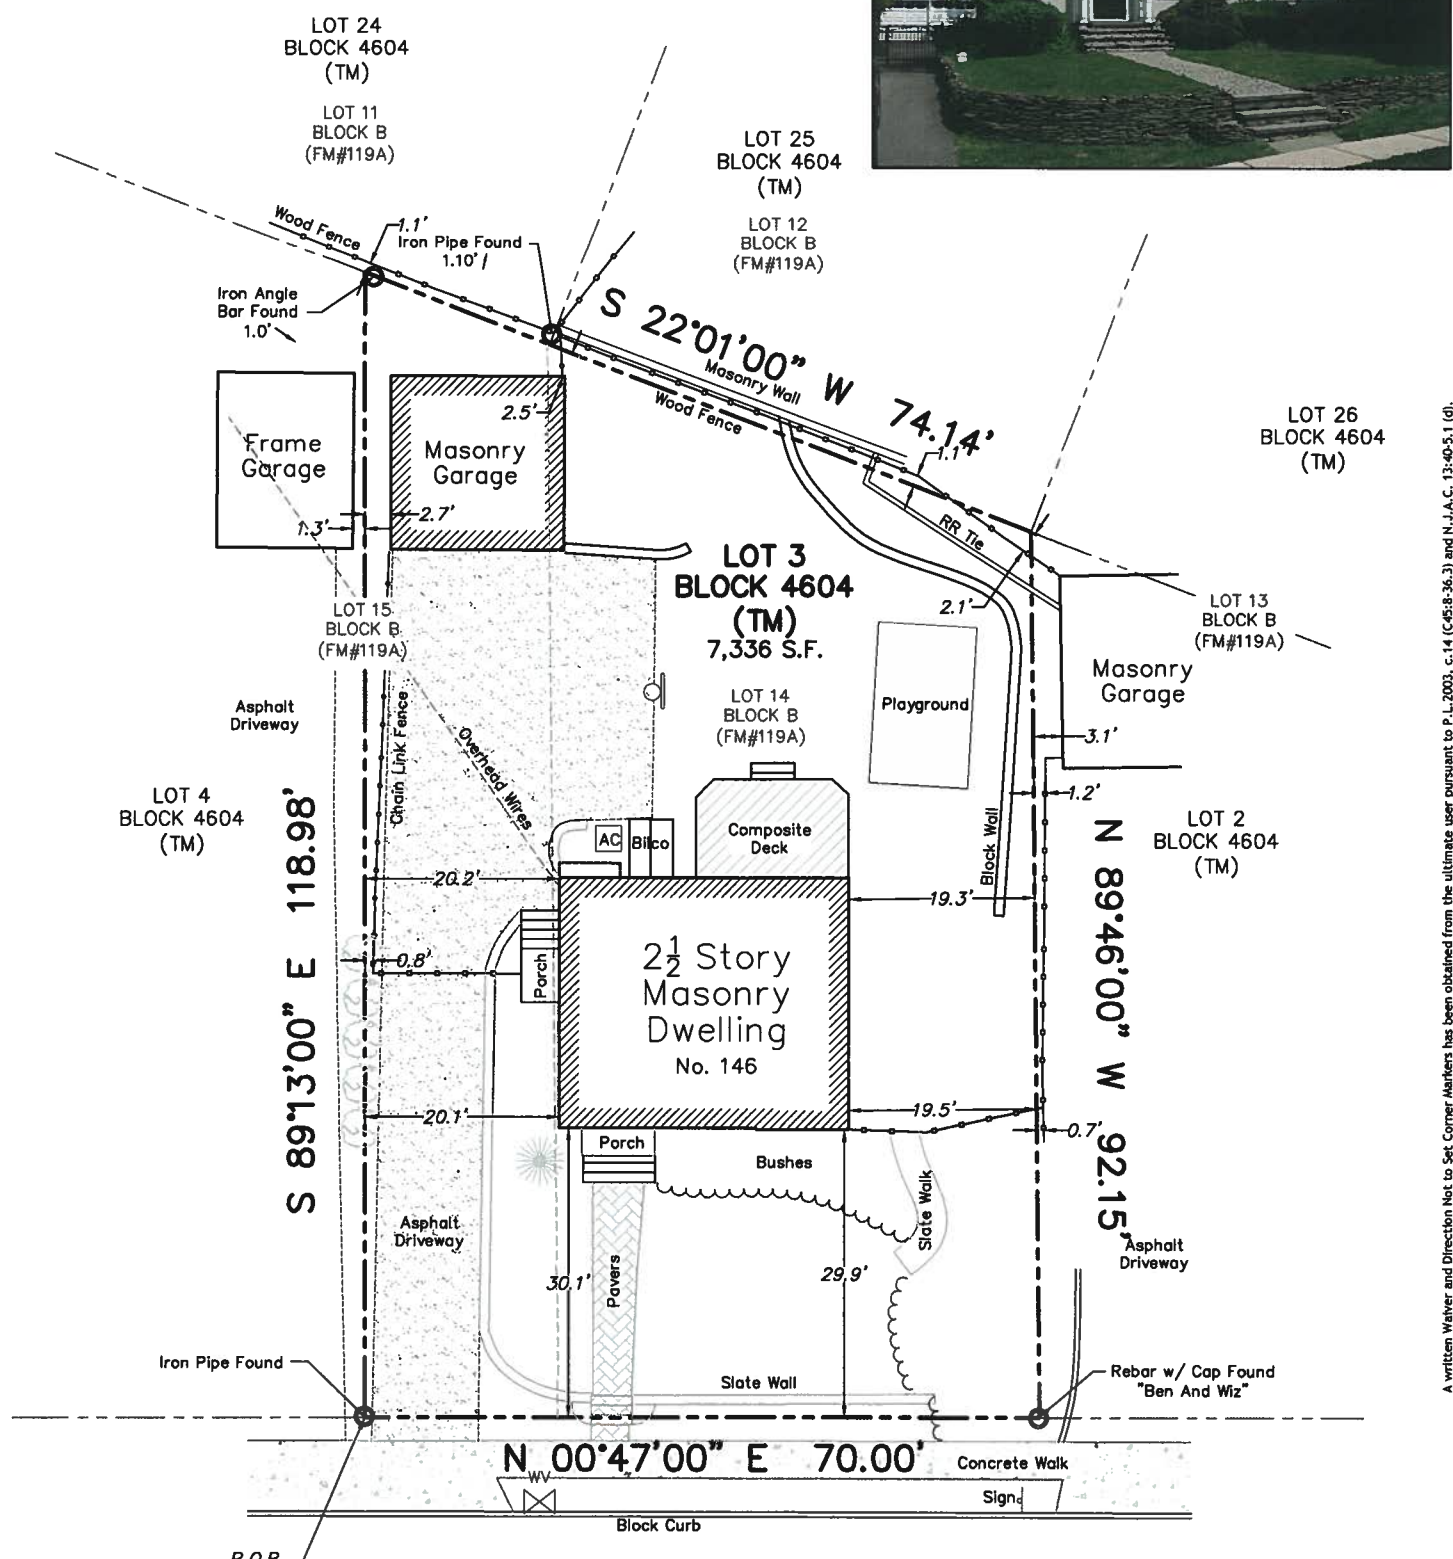 LOT 24
BLOCK 4604
(TM)
LOT 11
BLOCK B
(FM#119A)
LOT 25
BLOCK 4604
(TM)
LOT 12
BLOCK B
(FM#119A)
Wood Fence
1.1'
Iron Pipe Found
1.10'
Iron Angle
Bar Found
1.0'
S 22°01'00" W 74.14'
Masonry Wall
Wood Fence
1.1'
LOT 26
BLOCK 4604
(TM)
Frame
Garage
Masonry
Garage
2.5'
1.3'
2.7'
RR Tie
2.1'
LOT 3
BLOCK 4604
(TM)
7,336 S.F.
LOT 15
BLOCK B
(FM#119A)
LOT 13
BLOCK B
(FM#119A)
LOT 14
BLOCK B
(FM#119A)
Playground
Masonry
Garage
Asphalt
Driveway
Chain Link Fence
Overhead Wires
3.1'
1.2'
LOT 4
BLOCK 4604
(TM)
LOT 2
BLOCK 4604
(TM)
S 89°13'00" E 118.98'
AC
Bilco
Composite
Deck
Block Wall
N 89°46'00" W 92.15'
20.2'
19.3'
0.8'
Porch
2½ Story
Masonry
Dwelling
No. 146
20.1'
19.5'
0.7'
Porch
Bushes
Slate Walk
Asphalt
Driveway
Asphalt
Driveway
30.1'
Pavers
29.9'
Iron Pipe Found
Slate Wall
Rebar w/ Cap Found
"Ben And Wiz"
N 00°47'00" E 70.00'
Concrete Walk
WV
Sign
Block Curb
P.O.B.
A written Waiver and Direction Not to Set Corner Markers has been obtained from the ultimate user pursuant to P.L.2003, c.14 (C45:8-36.3) and N.J.A.C. 13:40-5.1 (d).